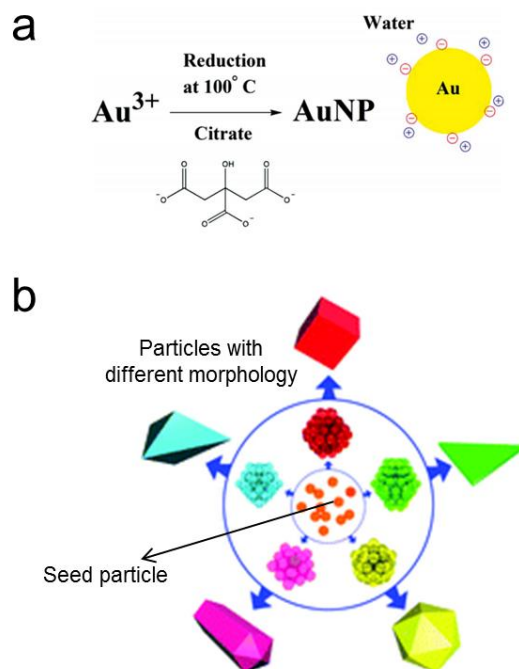 a
Water
Reduction
at 100° C
Au³⁺
AuNP
Citrate
Au
OH
O
O
⁻O
O⁻
O
O⁻
b
Particles with
different morphology
Seed particle